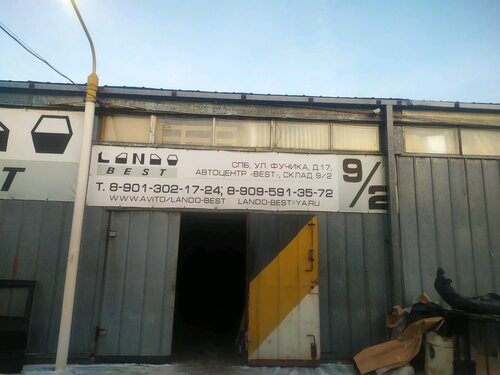 LANDO
BEST
СПБ, УЛ. ФУЧИКА, Д.17,
АВТОЦЕНТР «BEST», СКЛАД 9/2
Т. 8-901-302-17-24, 8-909-591-35-72
WWW.AVITO/LANDO-BEST LANDO-BEST@YA.RU
9/2
T